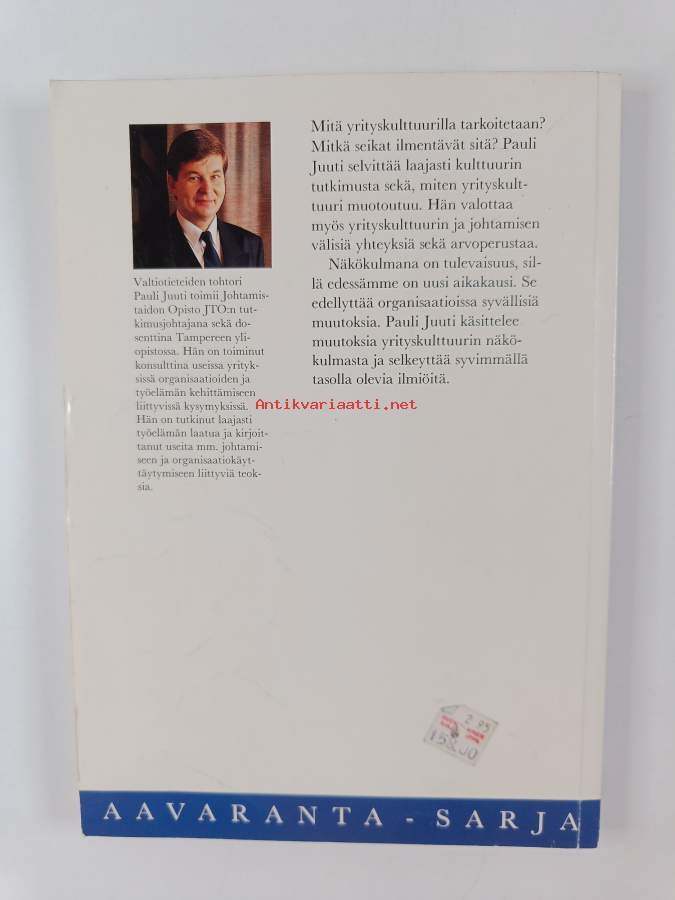 Mitä yrityskulttuurilla tarkoitetaan?
Mitkä seikat ilmentävät sitä? Pauli
Juuti selvittää laajasti kulttuurin
tutkimusta sekä, miten yrityskult-
tuuri muotoutuu. Hän valottaa
myös yrityskulttuurin ja johtamisen
välisiä yhteyksiä sekä arvoperustaa.
Näkökulmana on tulevaisuus, sil-
lä edessämme on uusi aikakausi. Se
edellyttää organisaatioissa syvällisiä
muutoksia. Pauli Juuti käsittelee
muutoksia yrityskulttuurin näkö-
kulmasta ja selkeyttää syvimmällä
tasolla olevia ilmiöitä.
Valtiotieteiden tohtori
Pauli Juuti toimii Johtamis-
taidon Opisto JTO:n tut-
kimusjohtajana sekä do-
senttina Tampereen yli-
opistossa. Hän on toiminut
konsulttina useissa yrityk-
sissä organisaatioiden ja
työelämän kehittämiseen
liittyvissä kysymyksissä.
Hän on tutkinut laajasti
työelämän laatua ja kirjoit-
tanut useita mm. johtami-
seen ja organisaatiokäyt-
täytymiseen liittyviä teok-
sia.
Antikvariaatti.net
2.95
158.00
AAVARANTA - SARJA